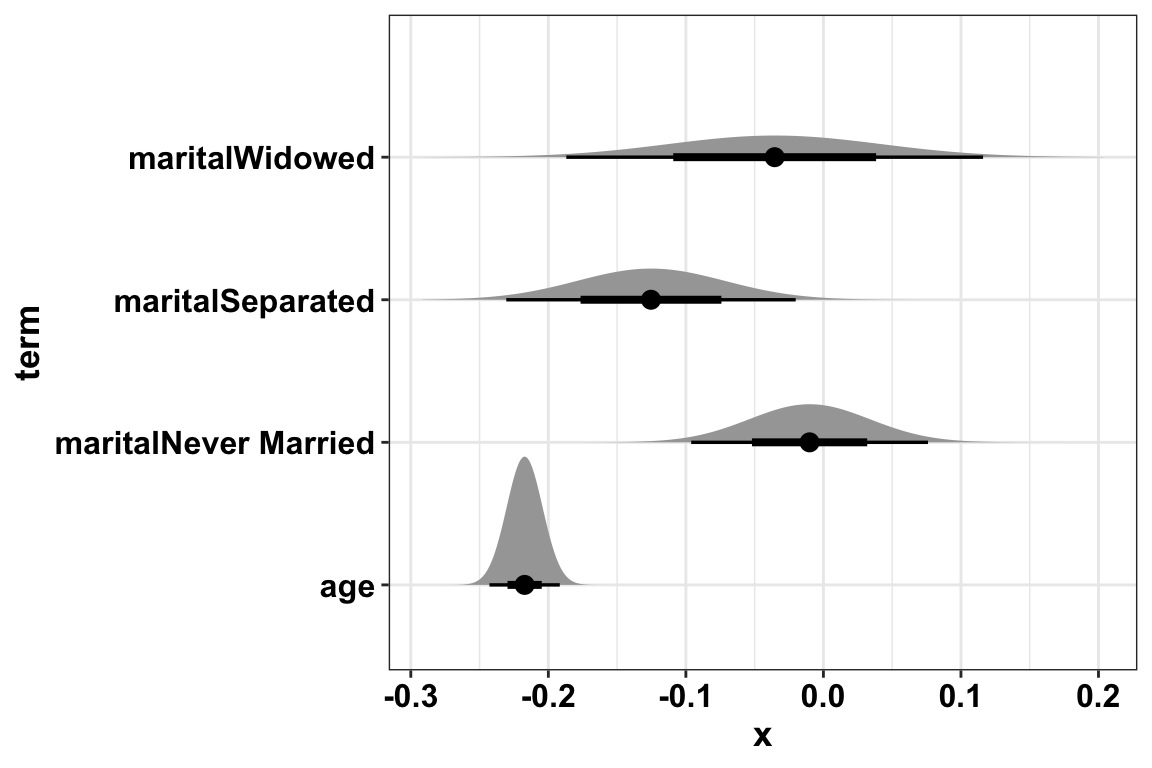 term
maritalWidowed
maritalSeparated
maritalNever Married
age
-0.3 -0.2 -0.1 0.0 0.1 0.2
x